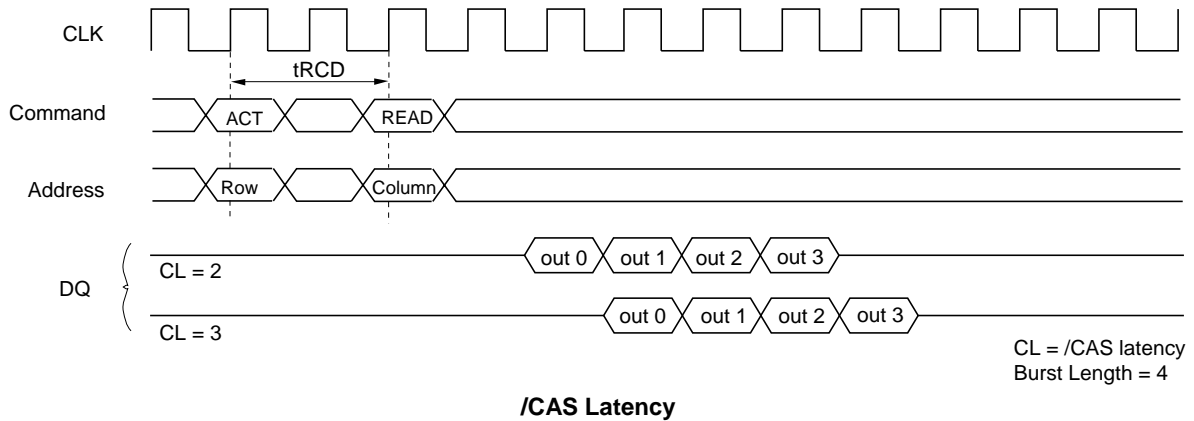 CLK
tRCD
Command
ACT
READ
Address
Row
Column
DQ
CL = 2
out 0
out 1
out 2
out 3
CL = 3
out 0
out 1
out 2
out 3
CL = /CAS latency
Burst Length = 4
/CAS Latency